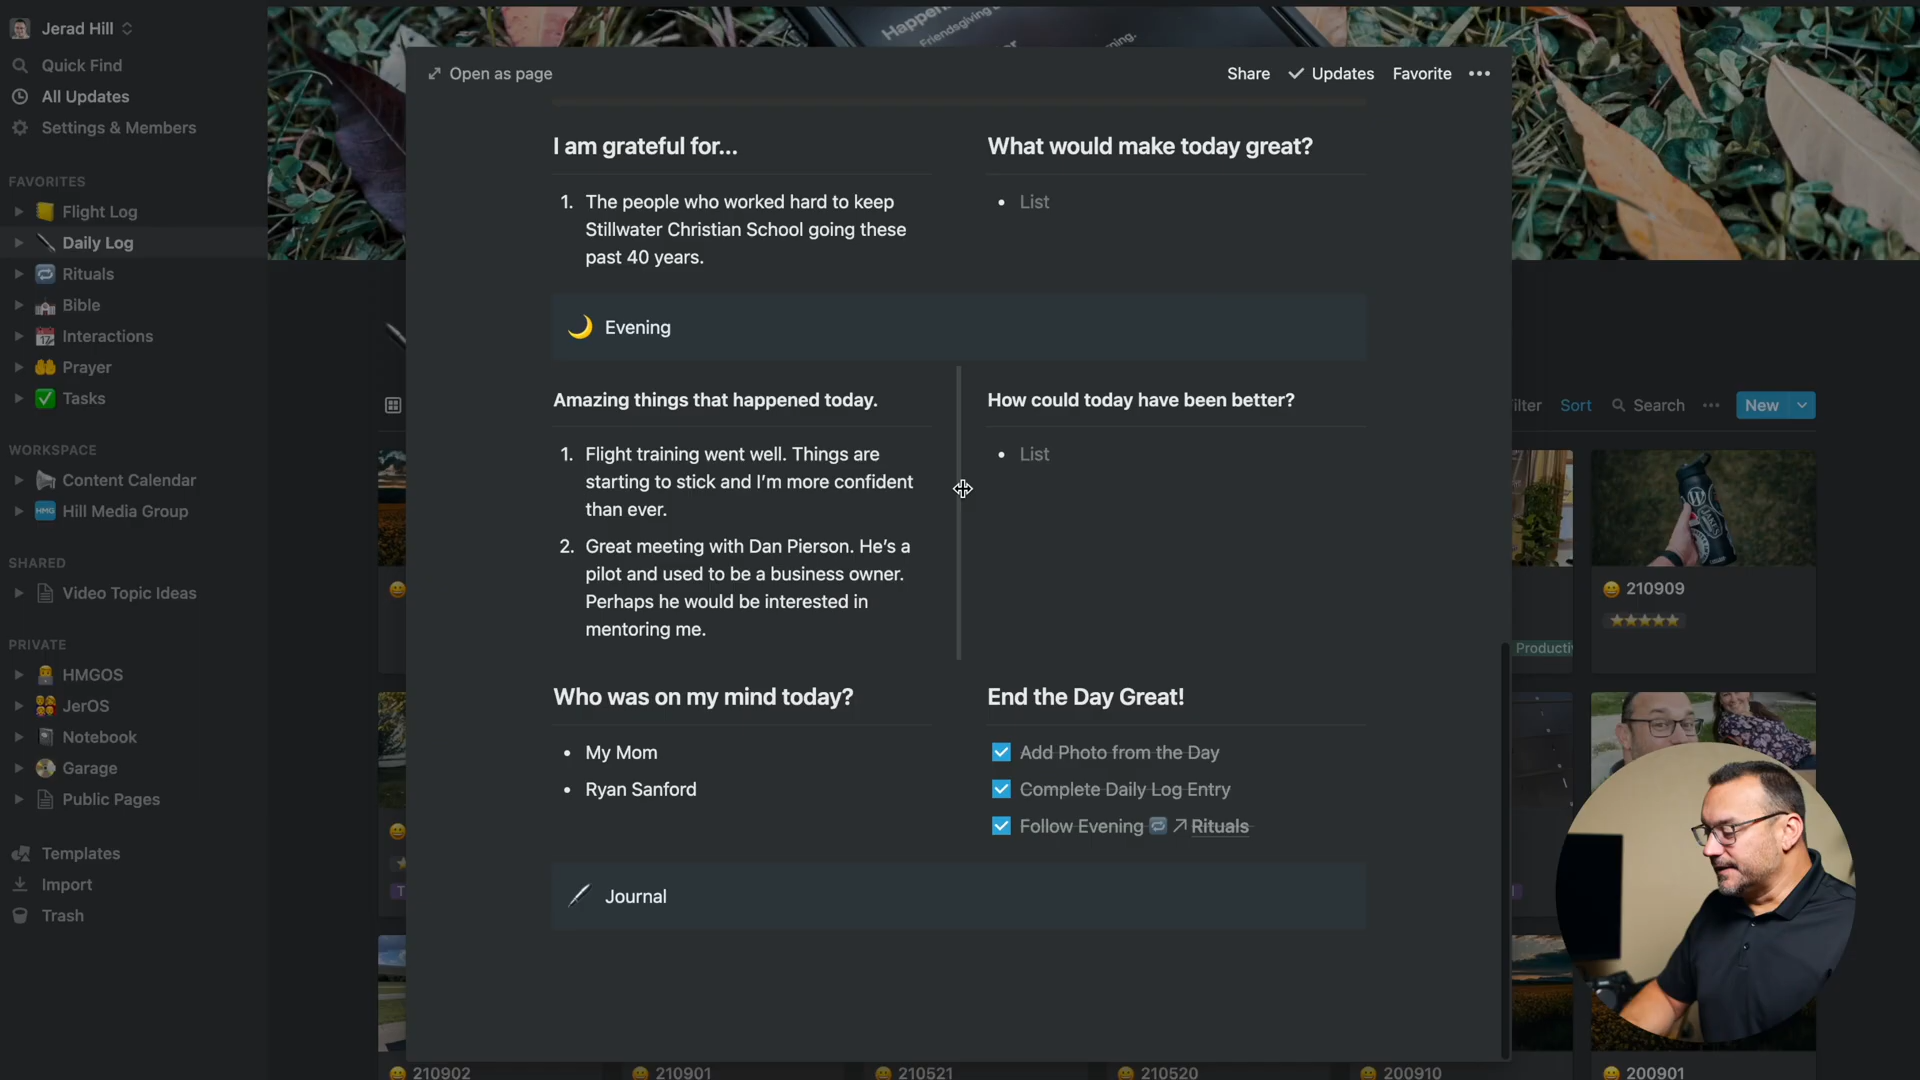 Jerad Hill
Quick Find
All Updates
Settings & Members
FAVORITES
Flight Log
Daily Log
Rituals
Bible
Interactions
Prayer
Tasks
WORKSPACE
Content Calendar
HMG Hill Media Group
SHARED
Video Topic Ideas
PRIVATE
HMGOS
JerOS
Notebook
Garage
Public Pages
Templates
Import
Trash
Open as page
Share
Updates
Favorite
I am grateful for...
1. The people who worked hard to keep
Stillwater Christian School going these
past 40 years.
What would make today great?
• List
Evening
Amazing things that happened today.
1. Flight training went well. Things are
starting to stick and I'm more confident
than ever.
2. Great meeting with Dan Pierson. He's a
pilot and used to be a business owner.
Perhaps he would be interested in
mentoring me.
How could today have been better?
• List
Who was on my mind today?
• My Mom
• Ryan Sanford
End the Day Great!
Add Photo from the Day
Complete Daily Log Entry
Follow Evening ↗ Rituals
Journal
Sort
Search
New
210909
210902
210901
210521
210520
200910
200901